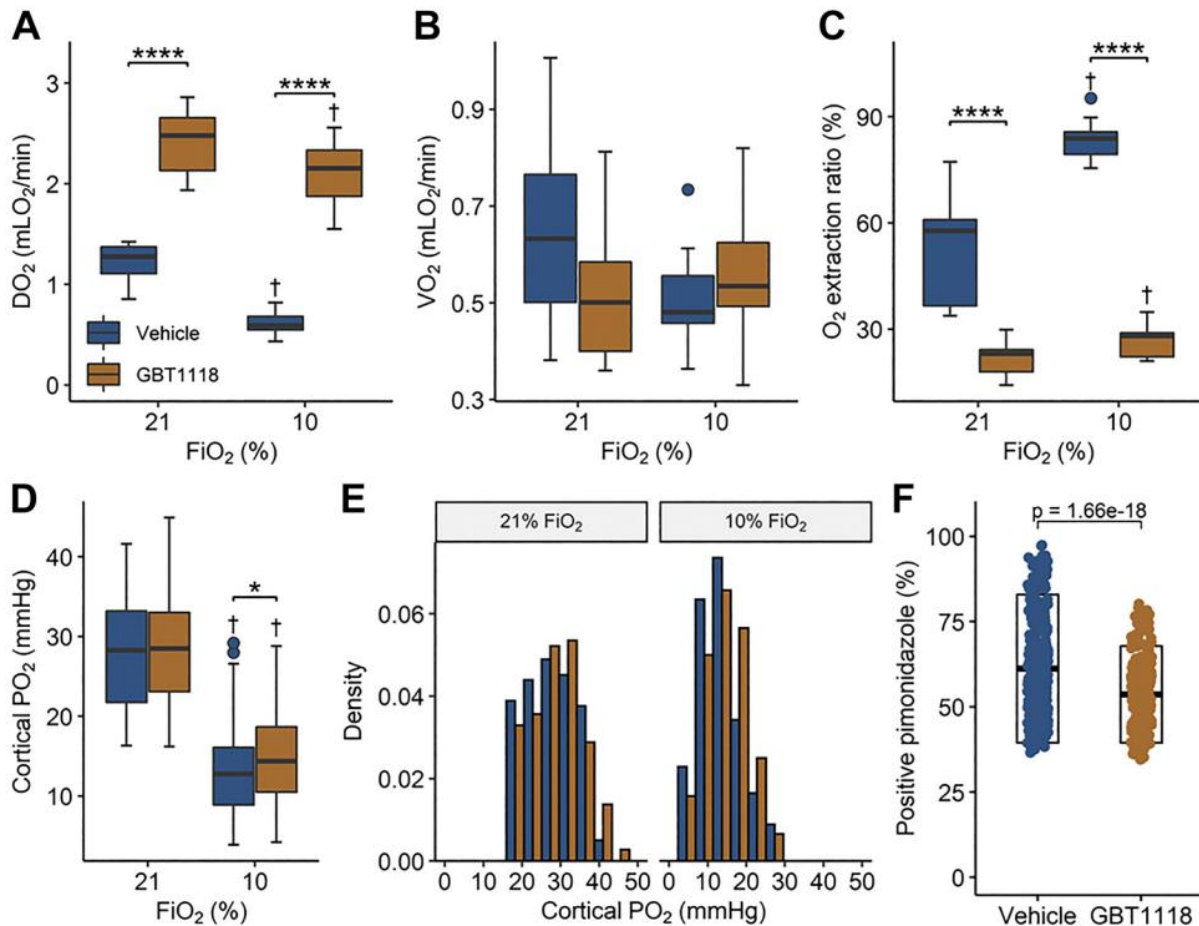 A
****
****
†
†
3
2
1
0
DO₂ (mLO₂/min)
Vehicle
GBT1118
21
10
FiO₂ (%)
B
0.9
0.7
0.5
0.3
VO₂ (mLO₂/min)
21
10
FiO₂ (%)
C
****
****
†
†
90
60
30
O₂ extraction ratio (%)
21
10
FiO₂ (%)
D
*
†
†
40
30
20
10
Cortical PO₂ (mmHg)
21
10
FiO₂ (%)
E
21% FiO₂
10% FiO₂
0.06
0.04
0.02
0.00
Density
0 10 20 30 40 50
0 10 20 30 40 50
Cortical PO₂ (mmHg)
F
p = 1.66e-18
100
75
50
25
0
Positive pimonidazole (%)
Vehicle GBT1118